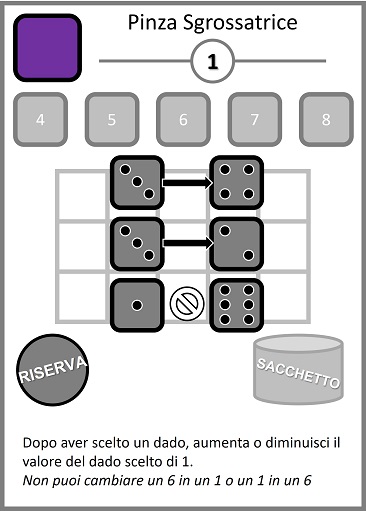 Pinza Sgrossatrice
1
4 5 6 7 8
RISERVA
SACCHETTO
Dopo aver scelto un dado, aumenta o diminuisci il
valore del dado scelto di 1.
Non puoi cambiare un 6 in un 1 o un 1 in un 6